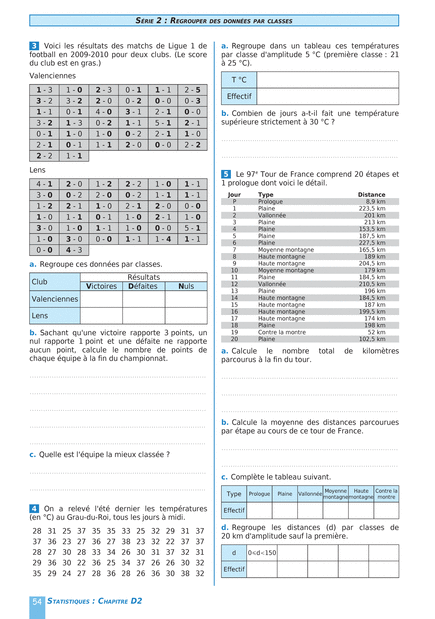 SÉRIE 2 : REGROUPER DES DONNÉES PAR CLASSES
3 Voici les résultats des matchs de Ligue 1 de
football en 2009-2010 pour deux clubs. (Le score
du club est en gras.)
Valenciennes
1 - 3 1 - 0 2 - 3 0 - 1 1 - 1 2 - 5
3 - 2 3 - 2 2 - 0 0 - 2 0 - 0 0 - 3
1 - 1 0 - 1 4 - 0 3 - 1 2 - 1 0 - 0
3 - 2 1 - 3 0 - 2 1 - 1 5 - 1 2 - 1
0 - 1 1 - 0 1 - 0 0 - 2 2 - 1 1 - 0
2 - 1 0 - 1 1 - 1 2 - 0 0 - 0 2 - 2
2 - 2 1 - 1
Lens
4 - 1 2 - 0 1 - 2 2 - 2 1 - 0 1 - 1
3 - 0 0 - 2 2 - 0 0 - 2 1 - 1 1 - 1
1 - 2 2 - 1 1 - 0 2 - 1 2 - 0 0 - 0
1 - 0 1 - 1 0 - 1 1 - 0 2 - 1 1 - 0
3 - 0 1 - 0 1 - 1 1 - 0 0 - 0 5 - 1
1 - 0 3 - 0 0 - 0 1 - 1 1 - 4 1 - 1
0 - 0 4 - 3
a. Regroupe ces données par classes.
Club Résultats
Victoires Défaites Nuls
Valenciennes
Lens
b. Sachant qu'une victoire rapporte 3 points, un
nul rapporte 1 point et une défaite ne rapporte
aucun point, calcule le nombre de points de
chaque équipe à la fin du championnat.
c. Quelle est l'équipe la mieux classée ?
4 On a relevé l'été dernier les températures
(en °C) au Grau-du-Roi, tous les jours à midi.
28 31 25 37 35 35 33 25 32 29 31 37
37 36 23 27 36 27 38 23 32 22 37 37
28 27 30 28 33 34 26 30 31 37 32 31
29 36 30 22 36 25 34 37 26 26 30 32
35 29 24 27 28 36 28 26 36 30 38 32
a. Regroupe dans un tableau ces températures
par classe d'amplitude 5 °C (première classe : 21
à 25 °C).
T °C
Effectif
b. Combien de jours a-t-il fait une température
supérieure strictement à 30 °C ?
5 Le 97e Tour de France comprend 20 étapes et
1 prologue dont voici le détail.
Jour Type Distance
P Prologue 8,9 km
1 Plaine 223,5 km
2 Vallonnée 201 km
3 Plaine 213 km
4 Plaine 153,5 km
5 Plaine 187,5 km
6 Plaine 227,5 km
7 Moyenne montagne 165,5 km
8 Haute montagne 189 km
9 Haute montagne 204,5 km
10 Moyenne montagne 179 km
11 Plaine 184,5 km
12 Vallonnée 210,5 km
13 Plaine 196 km
14 Haute montagne 184,5 km
15 Haute montagne 187 km
16 Haute montagne 199,5 km
17 Haute montagne 174 km
18 Plaine 198 km
19 Contre la montre 52 km
20 Plaine 102,5 km
a. Calcule le nombre total de kilomètres
parcourus à la fin du tour.
b. Calcule la moyenne des distances parcourues
par étape au cours de ce tour de France.
c. Complète le tableau suivant.
Type Prologue Plaine Vallonnée Moyenne montagne Haute montagne Contre la montre
Effectif
d. Regroupe les distances (d) par classes de
20 km d'amplitude sauf la première.
d 0<d<150
Effectif
54 STATISTIQUES : CHAPITRE D2